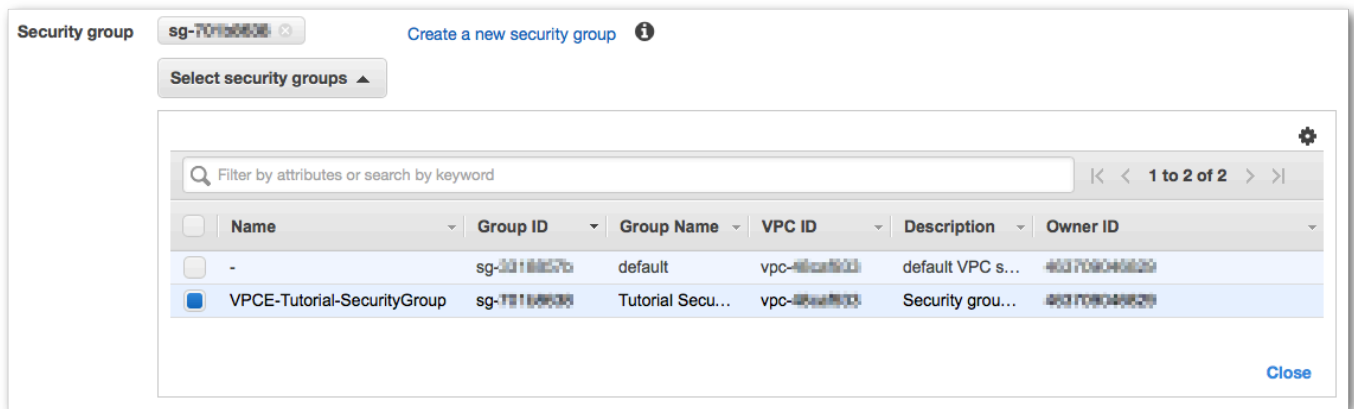 Security group sg- Create a new security group
Select security groups
Filter by attributes or search by keyword 1 to 2 of 2
Name Group ID Group Name VPC ID Description Owner ID
- sg- default vpc- default VPC s...
VPCE-Tutorial-SecurityGroup sg- Tutorial Secu... vpc- Security grou...
Close